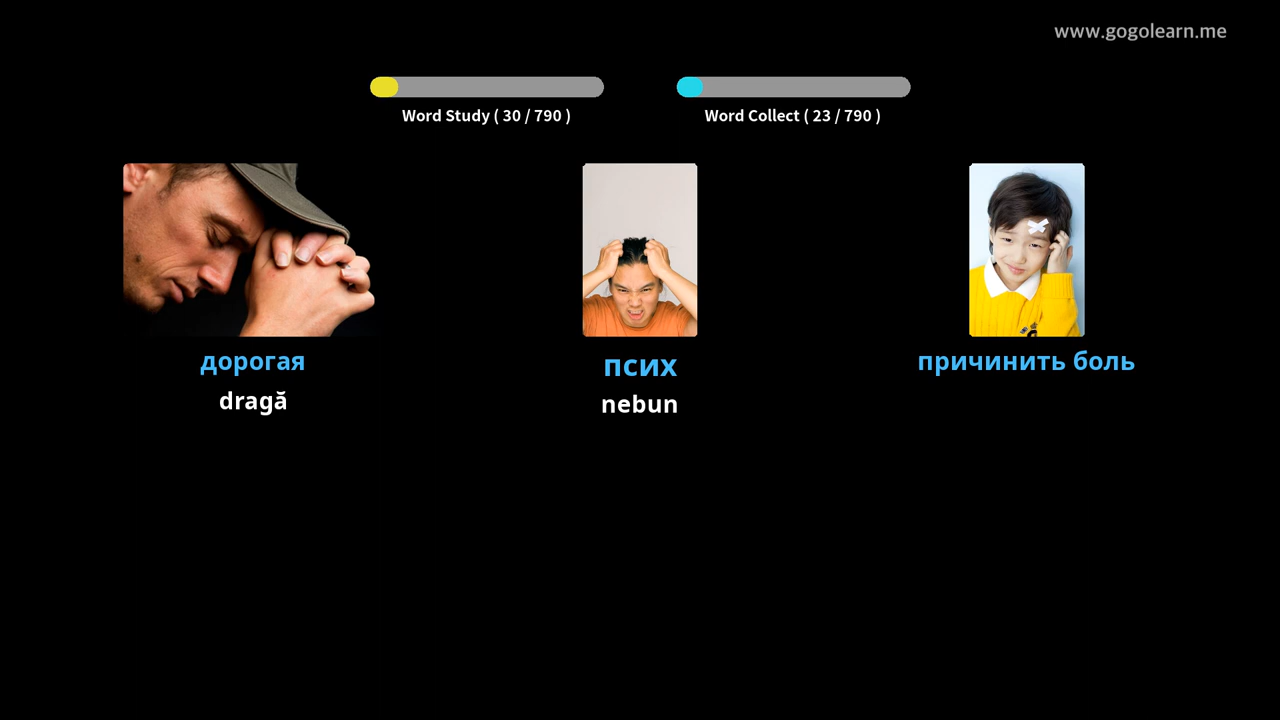 www.gogolearn.me
Word Study ( 30 / 790 )
Word Collect ( 23 / 790 )
дорогая
dragă
псих
nebun
причинить боль